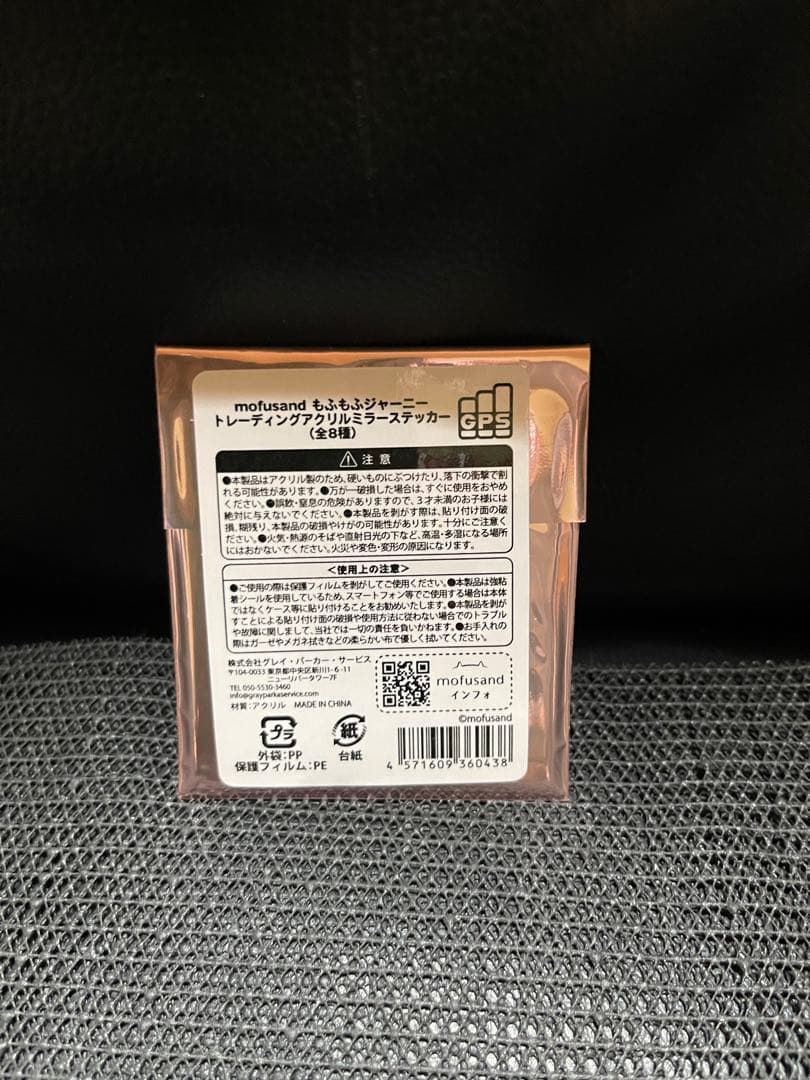 mofusand もふもふジャーニー
トレーディングアクリルミラーステッカー
(全8種)
GPS
注意
●本製品はアクリル製のため、硬いものにぶつけたり、落下の衝撃で割
れる可能性があります。●万が一破損した場合は、すぐに使用をおやめ
ください。●誤飲・窒息の危険がありますので、3才未満のお子様には
絶対に与えないでください。●本製品を剥がす際は、貼り付け面の破
損、糊残り、本製品の破損やけがの可能性があります。十分にご注意く
ださい。●火気・熱源のそばや直射日光の下など、高温・多湿になる場所
にはおかないでください。火災や変色・変形の原因になります。
<使用上の注意>
●ご使用の際は保護フィルムを剥がしてご使用ください。●本製品は強粘
着シールを使用しているため、スマートフォン等でご使用する場合は本体
ではなくケース等に貼り付けることをお勧めいたします。●本製品を剥が
すことによる貼り付け面の破損や使用方法に従わない場合でのトラブル
や故障に関しまして、当社では一切の責任を負いかねます。●お手入れの
際はガーゼやメガネ拭きなどの柔らかい布で優しく拭いてください。
株式会社グレイ・パーカー・サービス
〒104-0033 東京都中央区新川1-6-11
ニューリバータワー7F
TEL 050-5530-3460
info@grayparkaservice.com
材質:アクリル MADE IN CHINA
mofusand
インフォ
©mofusand
プラ
外袋:PP
保護フィルム:PE
紙
台紙
4 571609 360438